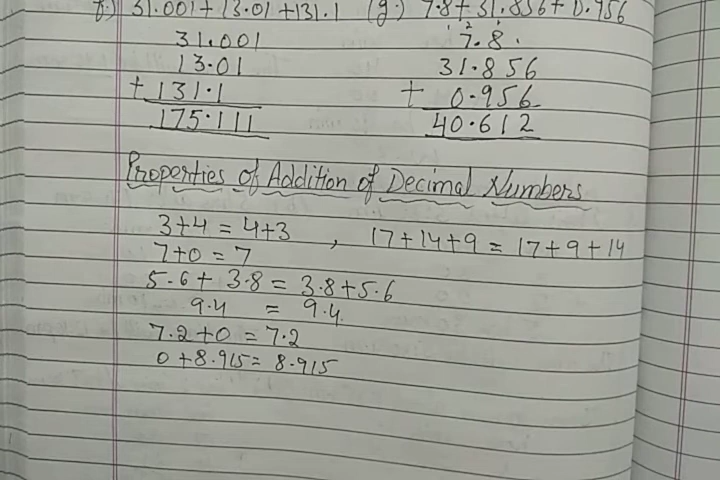 f.) 31.001 + 13.01 + 131.1 (g.) 7.8 + 31.856 + 0.956
31.001
13.01
+ 131.1
175.111
7.8
31.856
+ 0.956
40.612
Properties of Addition of Decimal Numbers
3+4 = 4+3 , 17+14+9 = 17+9+14
7+0 = 7
5.6 + 3.8 = 3.8 + 5.6
9.4 = 9.4
7.2 + 0 = 7.2
0 + 8.915 = 8.915